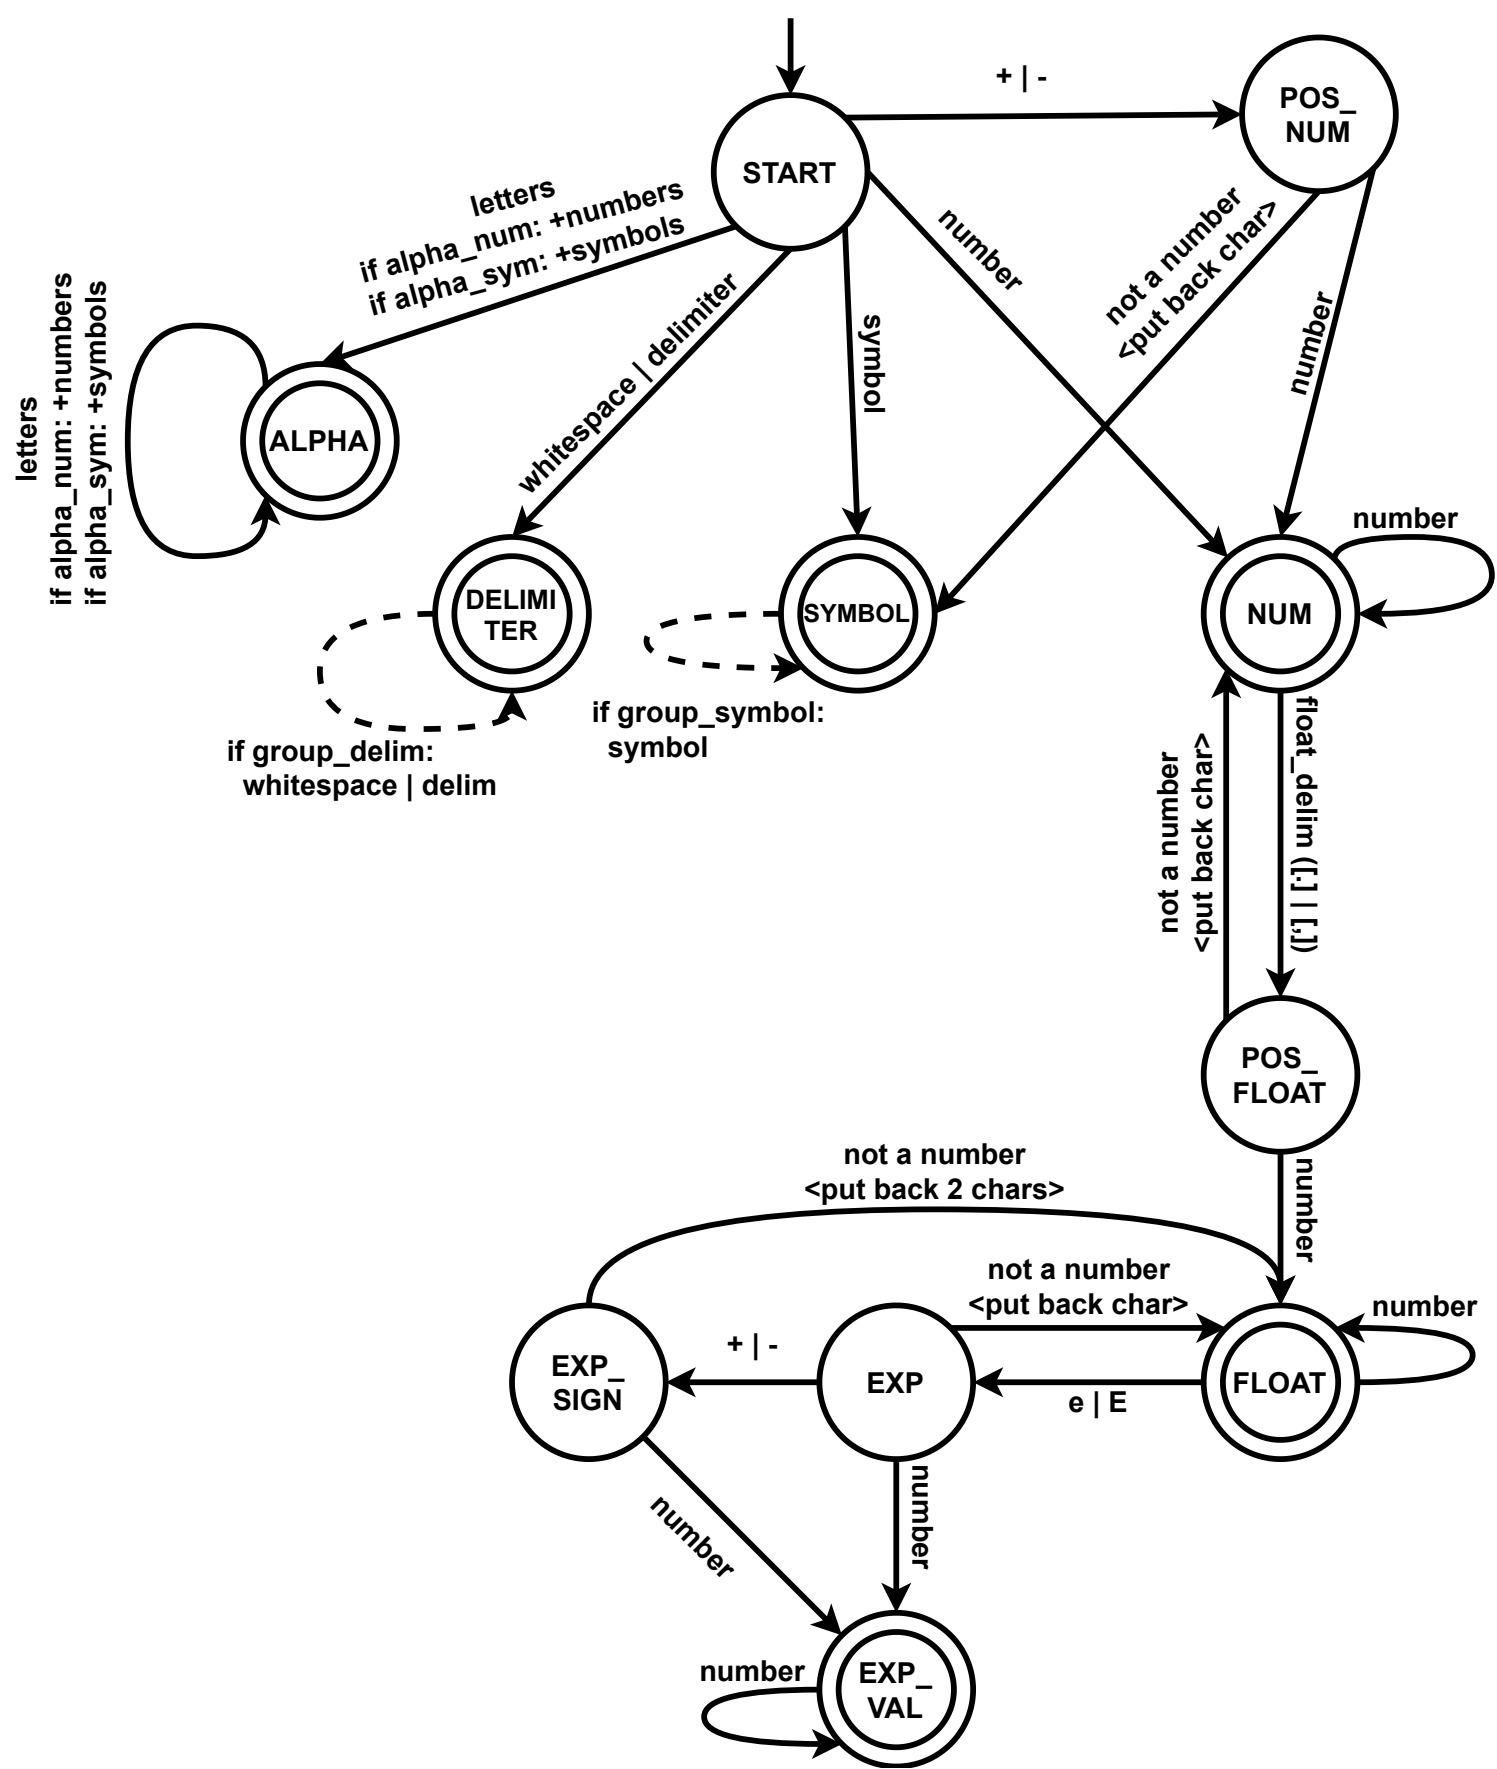 + | -
POS_
NUM
START
letters
if alpha_num: +numbers
if alpha_sym: +symbols
number
not a number
<put back char>
number
whitespace | delimiter
symbol
letters
if alpha_num: +numbers
if alpha_sym: +symbols
ALPHA
number
DELIMI
TER
SYMBOL
NUM
if group_delim:
whitespace | delim
if group_symbol:
symbol
not a number
<put back char>
float_delim ([.] | [,])
POS_
FLOAT
not a number
<put back 2 chars>
number
not a number
<put back char>
number
+ | -
EXP_
SIGN
EXP
e | E
FLOAT
number
number
number
EXP_
VAL